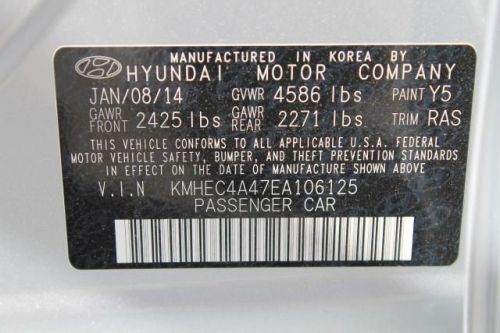 MANUFACTURED IN KOREA BY
HYUNDAI MOTOR COMPANY
JAN/08/14 GVWR 4586 lbs PAINT Y5
GAWR FRONT 2425 lbs GAWR REAR 2271 lbs TRIM RAS
THIS VEHICLE CONFORMS TO ALL APPLICABLE U.S.A. FEDERAL
MOTOR VEHICLE SAFETY, BUMPER, AND THEFT PREVENTION STANDARDS
IN EFFECT ON THE DATE OF MANUFACTURE SHOWN ABOVE.
V.I.N KMHEC4A47EA106125
PASSENGER CAR